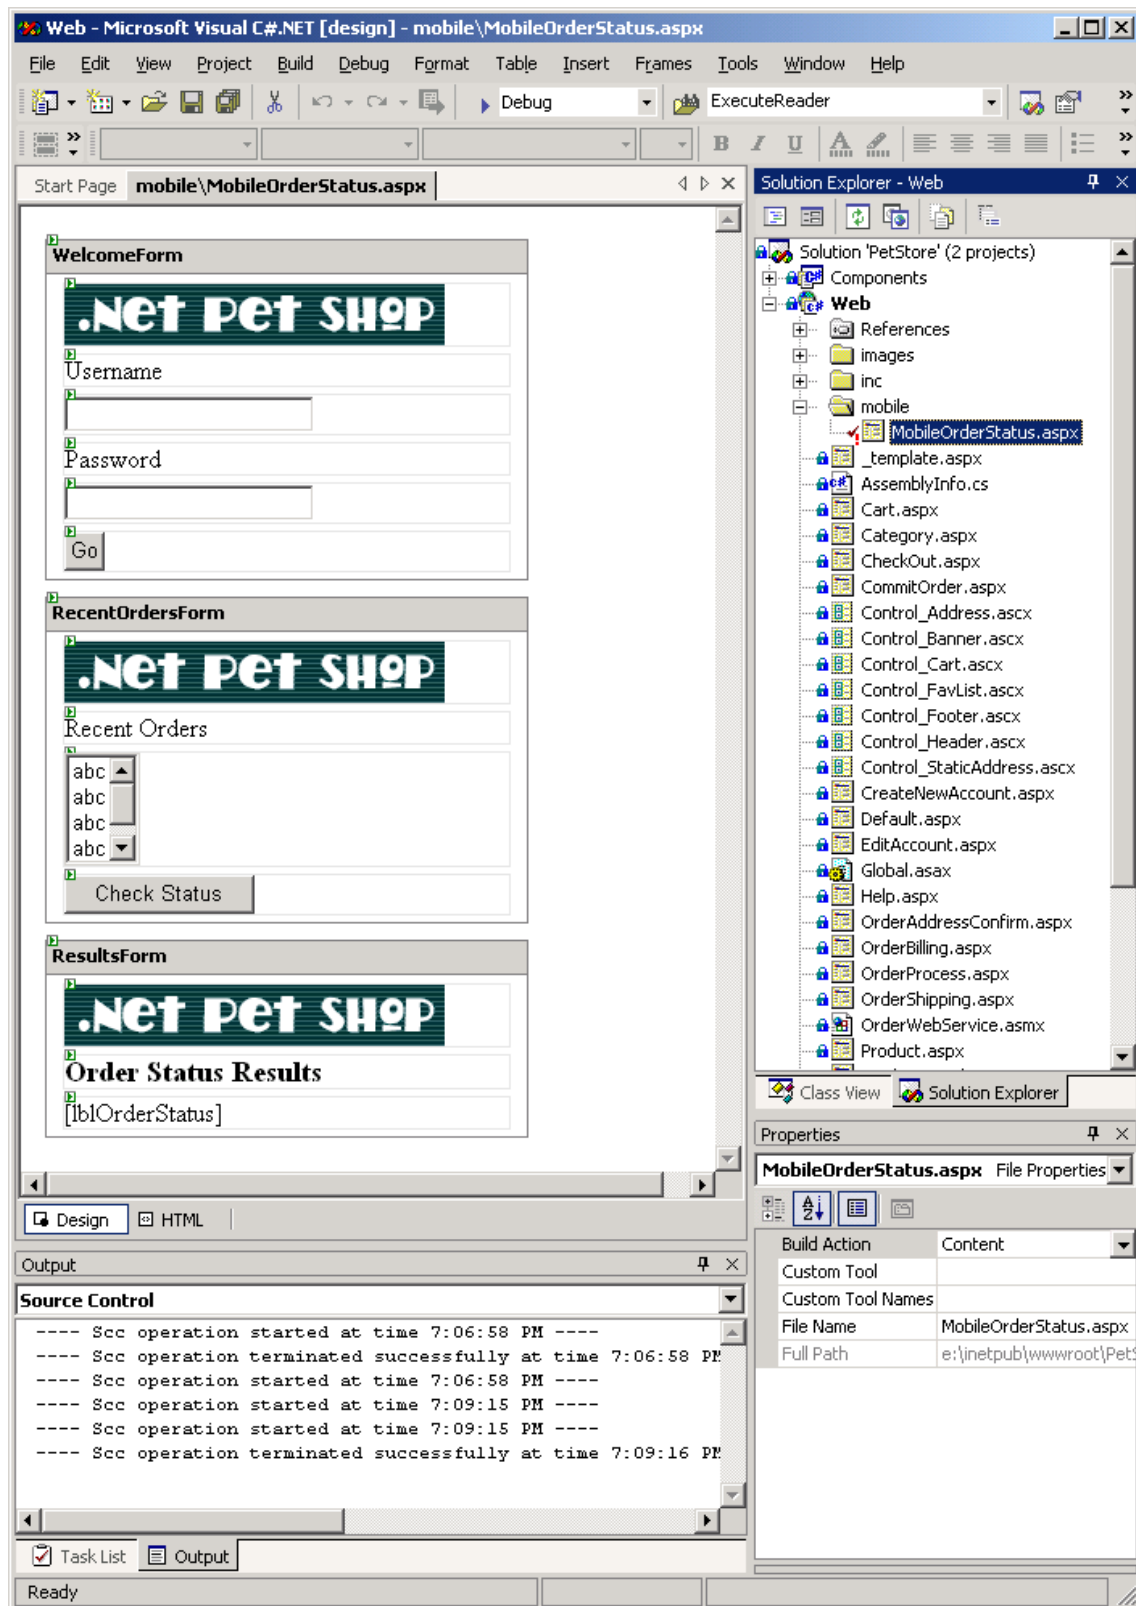 Web - Microsoft Visual C#.NET [design] - mobile\MobileOrderStatus.aspx
File Edit View Project Build Debug Format Table Insert Frames Tools Window Help
Debug ExecuteReader
B I U A
Start Page mobile\MobileOrderStatus.aspx
WelcomeForm
.Net Pet Shop
Username
Password
Go
RecentOrdersForm
.Net Pet Shop
Recent Orders
abc
abc
abc
abc
Check Status
ResultsForm
.Net Pet Shop
Order Status Results
[lblOrderStatus]
Design HTML
Output
Source Control
---- Scc operation started at time 7:06:58 PM ----
---- Scc operation terminated successfully at time 7:06:58 PM
---- Scc operation started at time 7:06:58 PM ----
---- Scc operation started at time 7:09:15 PM ----
---- Scc operation started at time 7:09:15 PM ----
---- Scc operation terminated successfully at time 7:09:16 PM
Task List Output
Ready
Solution Explorer - Web
Solution 'PetStore' (2 projects)
Components
Web
References
images
inc
mobile
MobileOrderStatus.aspx
_template.aspx
AssemblyInfo.cs
Cart.aspx
Category.aspx
CheckOut.aspx
CommitOrder.aspx
Control_Address.ascx
Control_Banner.ascx
Control_Cart.ascx
Control_FavList.ascx
Control_Footer.ascx
Control_Header.ascx
Control_StaticAddress.ascx
CreateNewAccount.aspx
Default.aspx
EditAccount.aspx
Global.asax
Help.aspx
OrderAddressConfirm.aspx
OrderBilling.aspx
OrderProcess.aspx
OrderShipping.aspx
OrderWebService.asmx
Product.aspx
Class View Solution Explorer
Properties
MobileOrderStatus.aspx File Properties
Build Action Content
Custom Tool
Custom Tool Names
File Name MobileOrderStatus.aspx
Full Path e:\inetpub\wwwroot\PetS